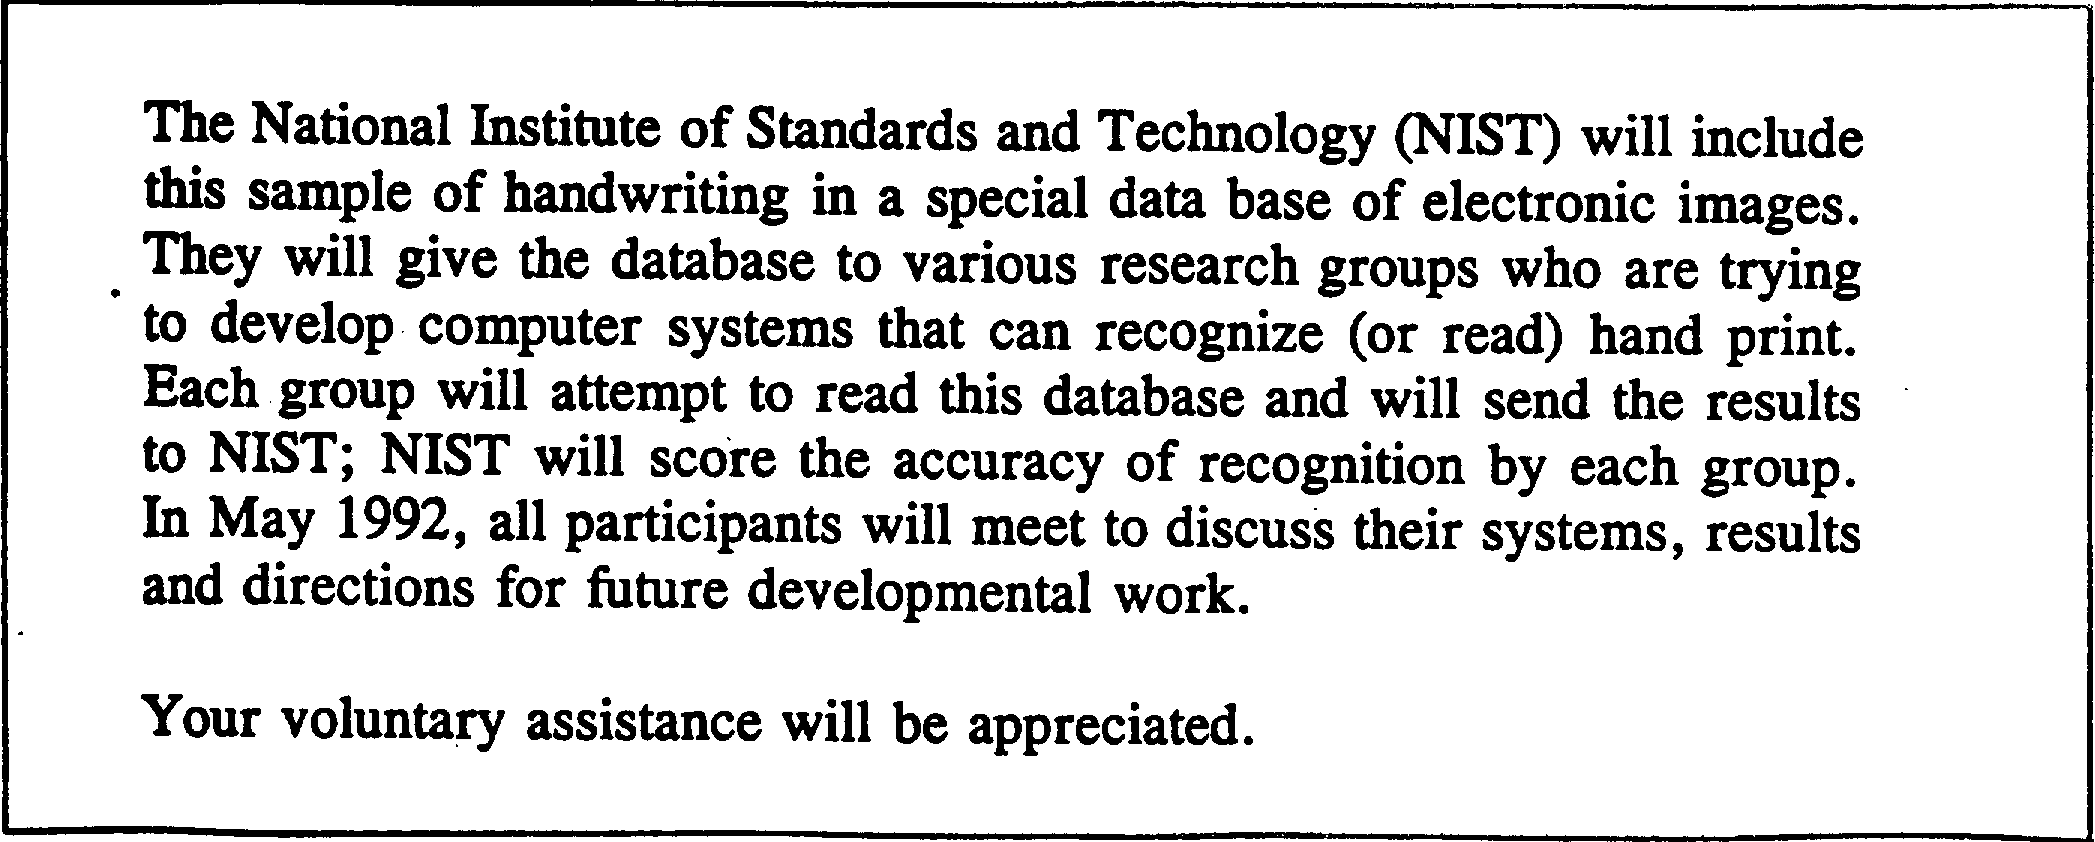 The National Institute of Standards and Technology (NIST) will include
this sample of handwriting in a special data base of electronic images.
They will give the database to various research groups who are trying
to develop computer systems that can recognize (or read) hand print.
Each group will attempt to read this database and will send the results
to NIST; NIST will score the accuracy of recognition by each group.
In May 1992, all participants will meet to discuss their systems, results
and directions for future developmental work.
Your voluntary assistance will be appreciated.